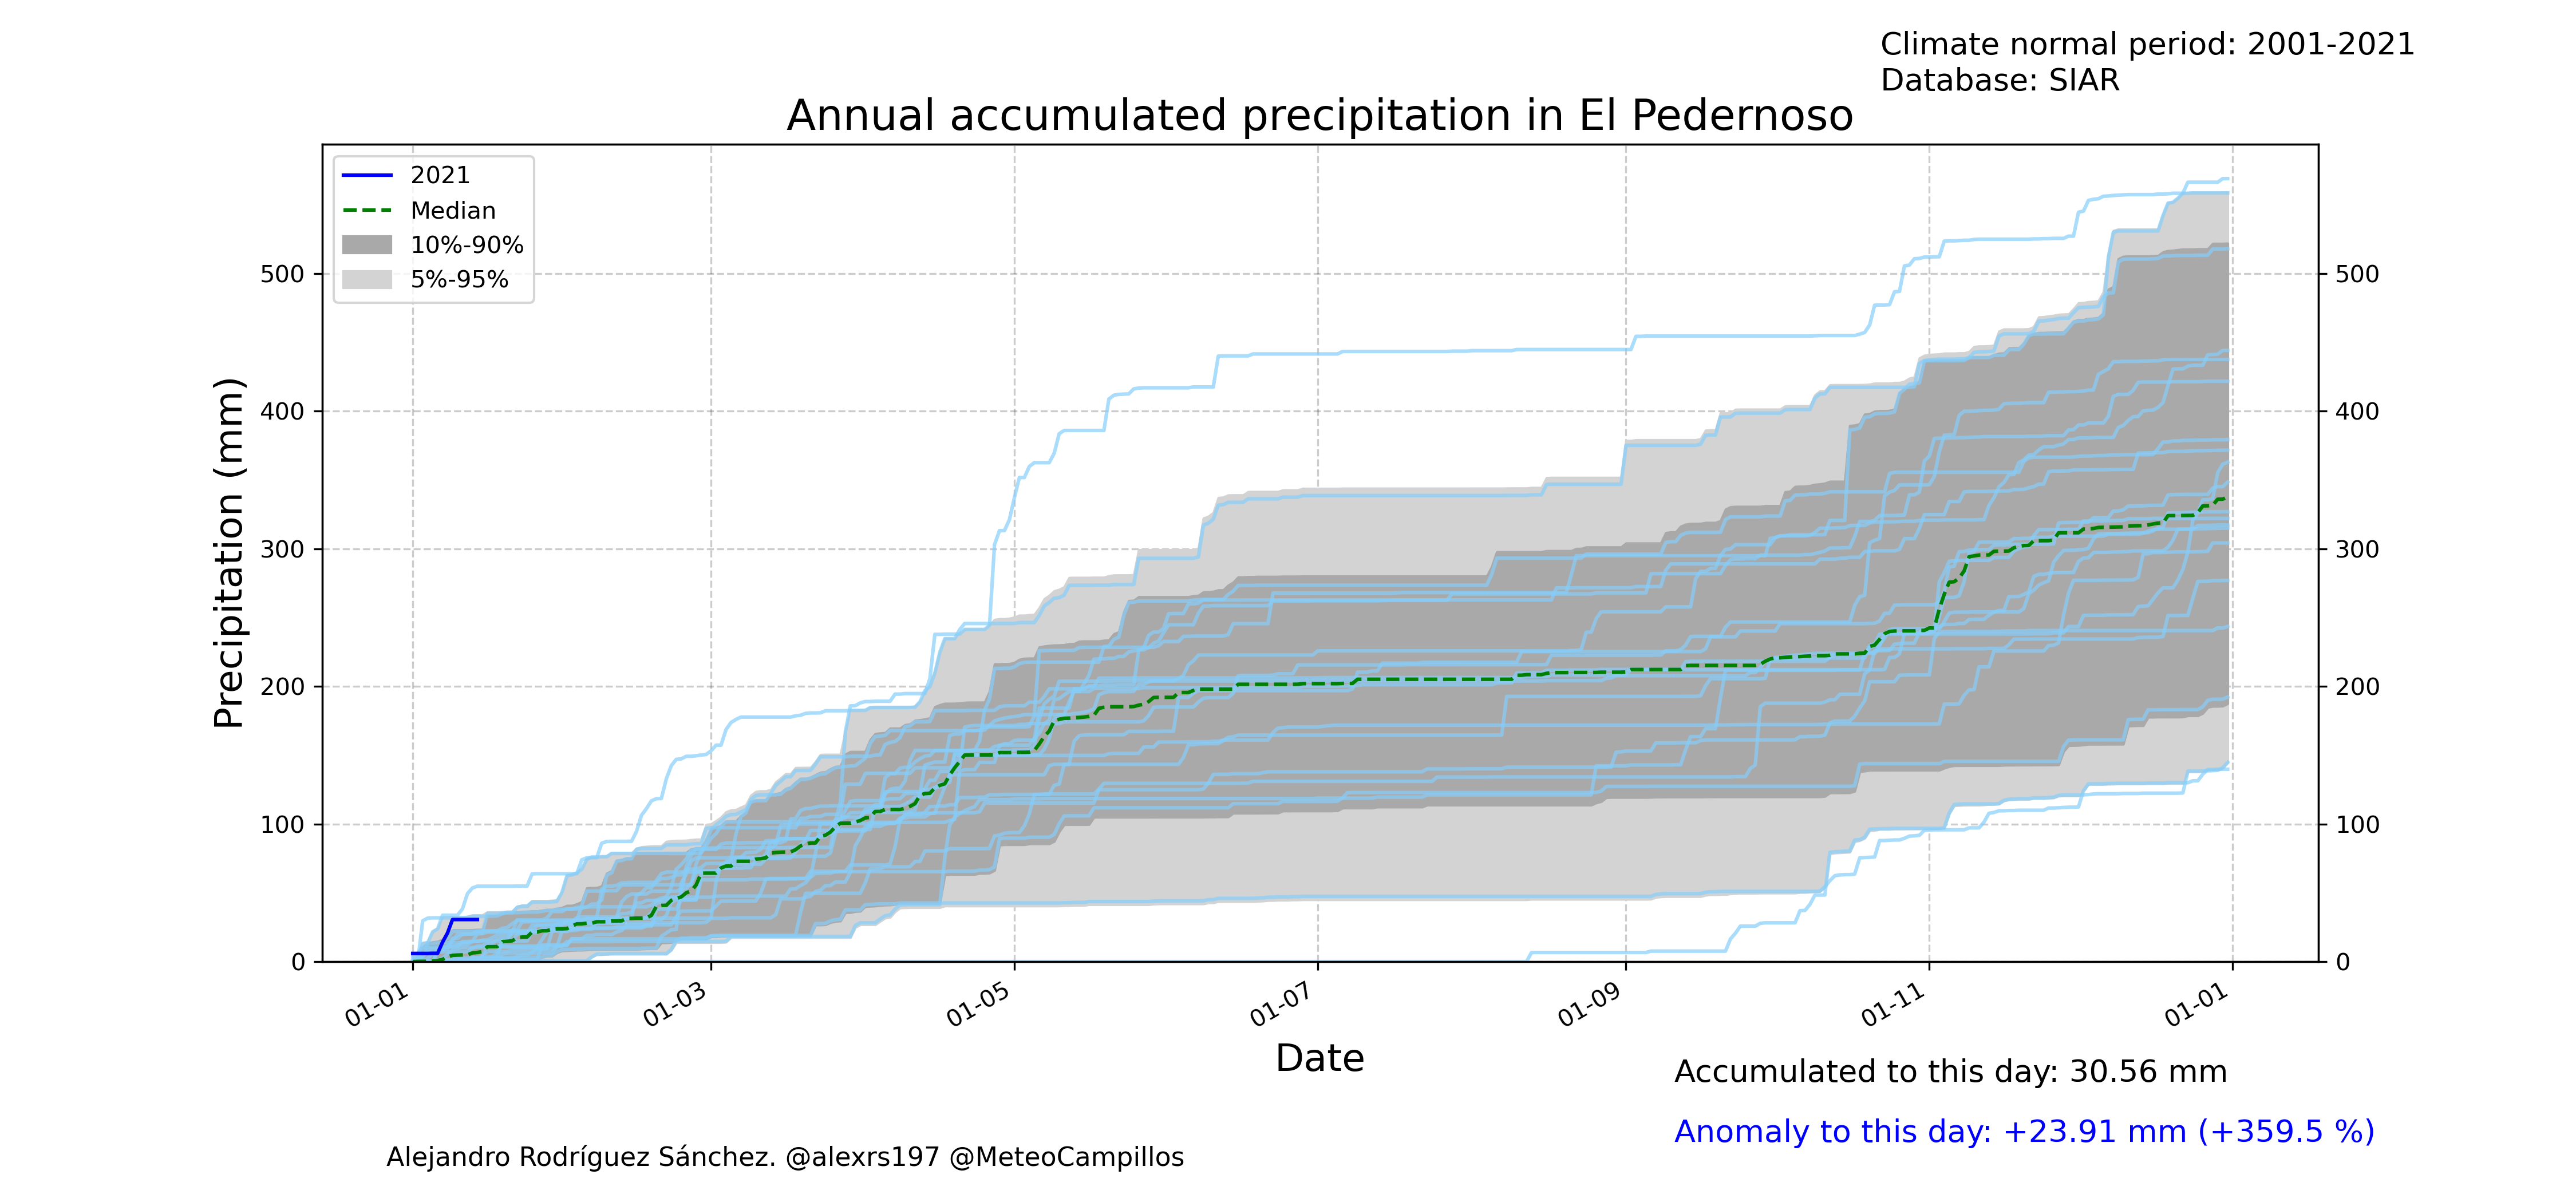 Climate normal period: 2001-2021
Database: SIAR
Annual accumulated precipitation in El Pedernoso
2021
Median
10%-90%
5%-95%
Precipitation (mm)
500
400
300
200
100
0
500
400
300
200
100
0
01-01
01-03
01-05
01-07
01-09
01-11
01-01
Date
Accumulated to this day: 30.56 mm
Anomaly to this day: +23.91 mm (+359.5 %)
Alejandro Rodríguez Sánchez. @alexrs197 @MeteoCampillos